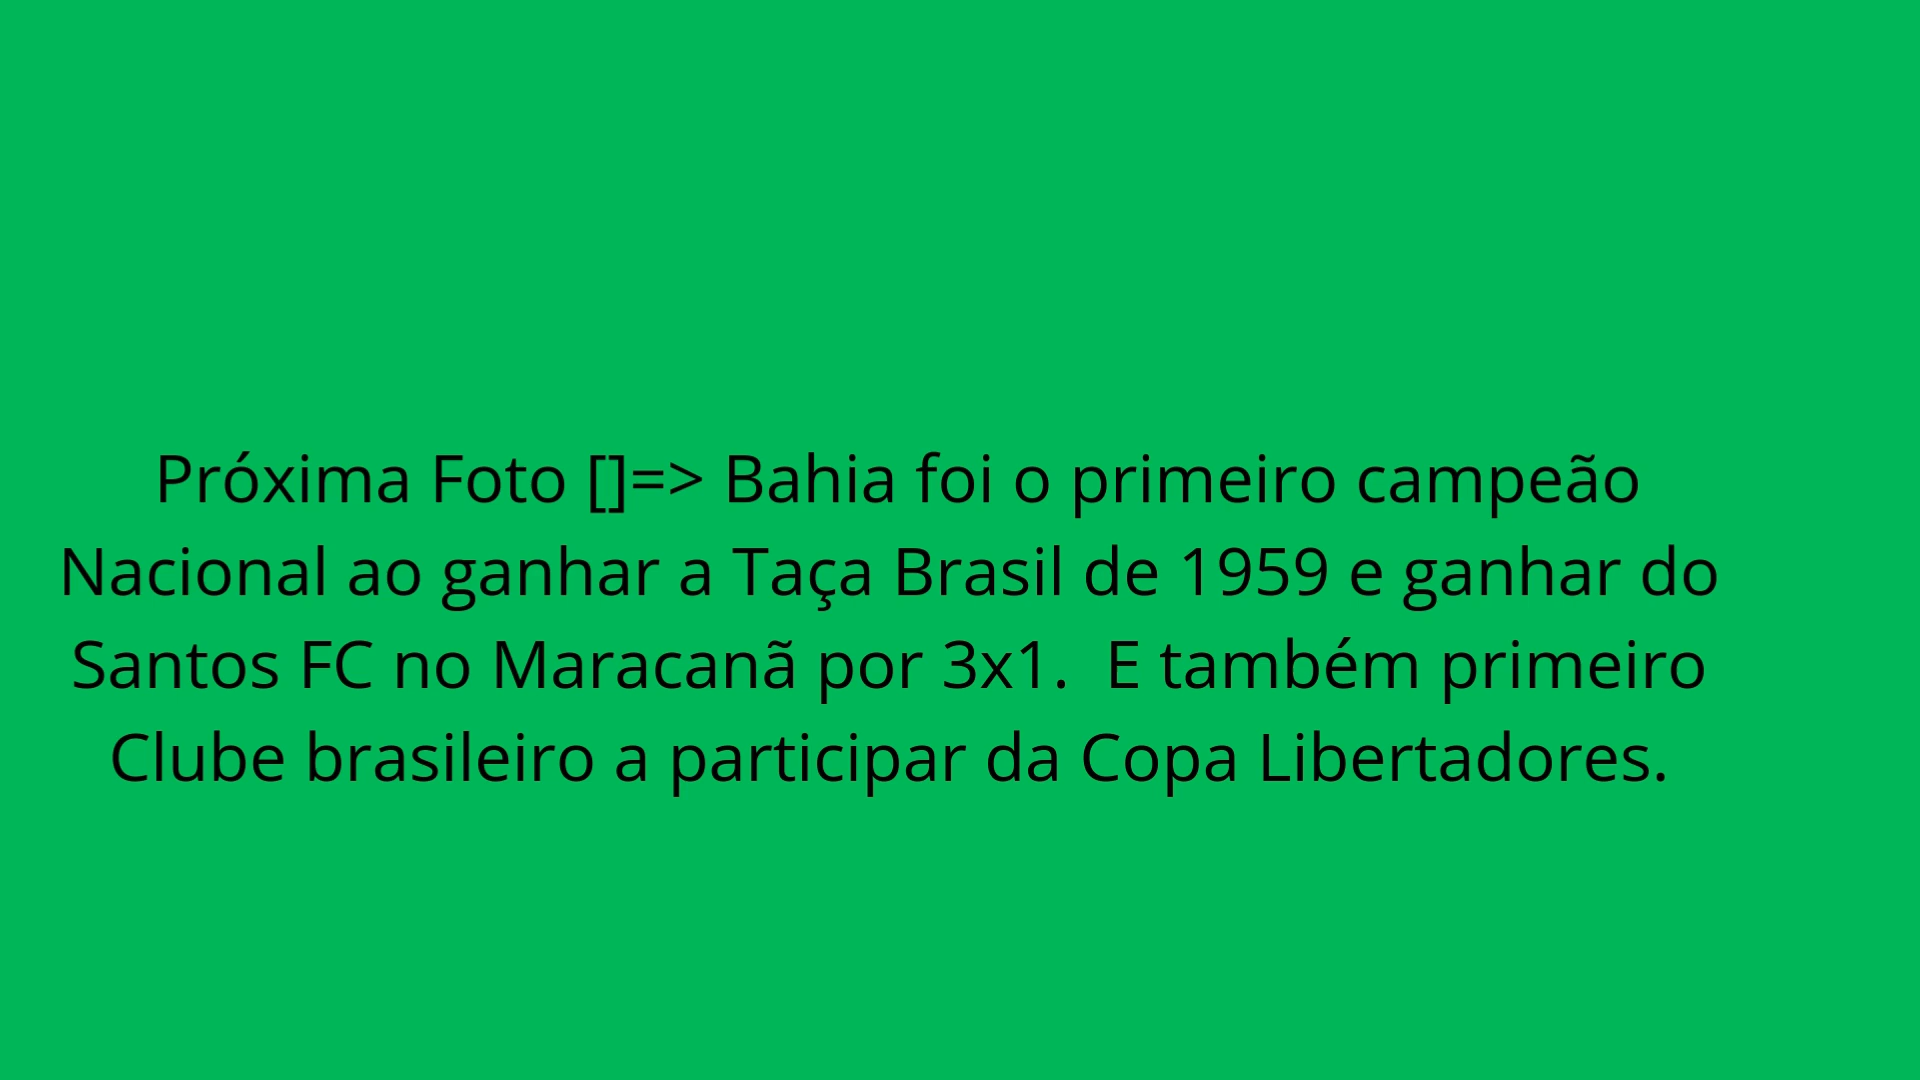 Próxima Foto []=> Bahia foi o primeiro campeão
Nacional ao ganhar a Taça Brasil de 1959 e ganhar do
Santos FC no Maracanã por 3x1.  E também primeiro
Clube brasileiro a participar da Copa Libertadores.